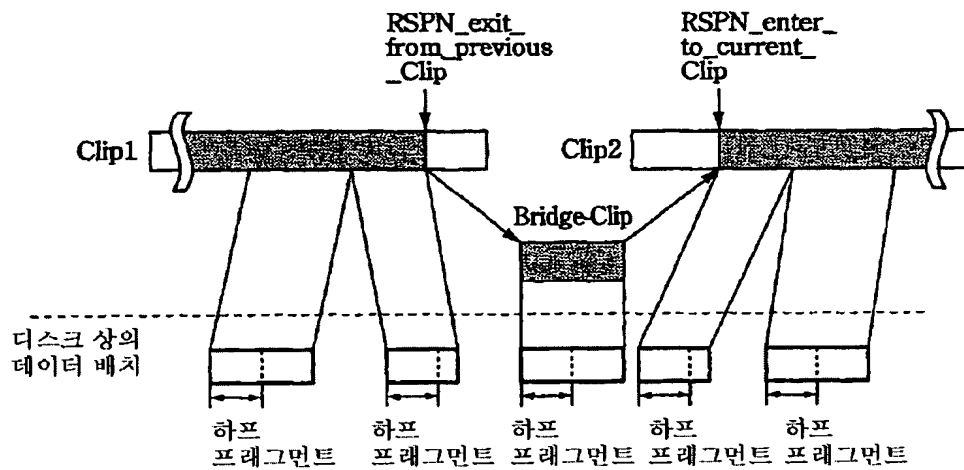 RSPN_exit_
from_previous
_Clip
RSPN_enter_
to_current_
Clip
Clip1
Clip2
Bridge-Clip
디스크 상의
데이터 배치
하프
프래그먼트
하프
프래그먼트
하프
프래그먼트
하프
프래그먼트
하프
프래그먼트